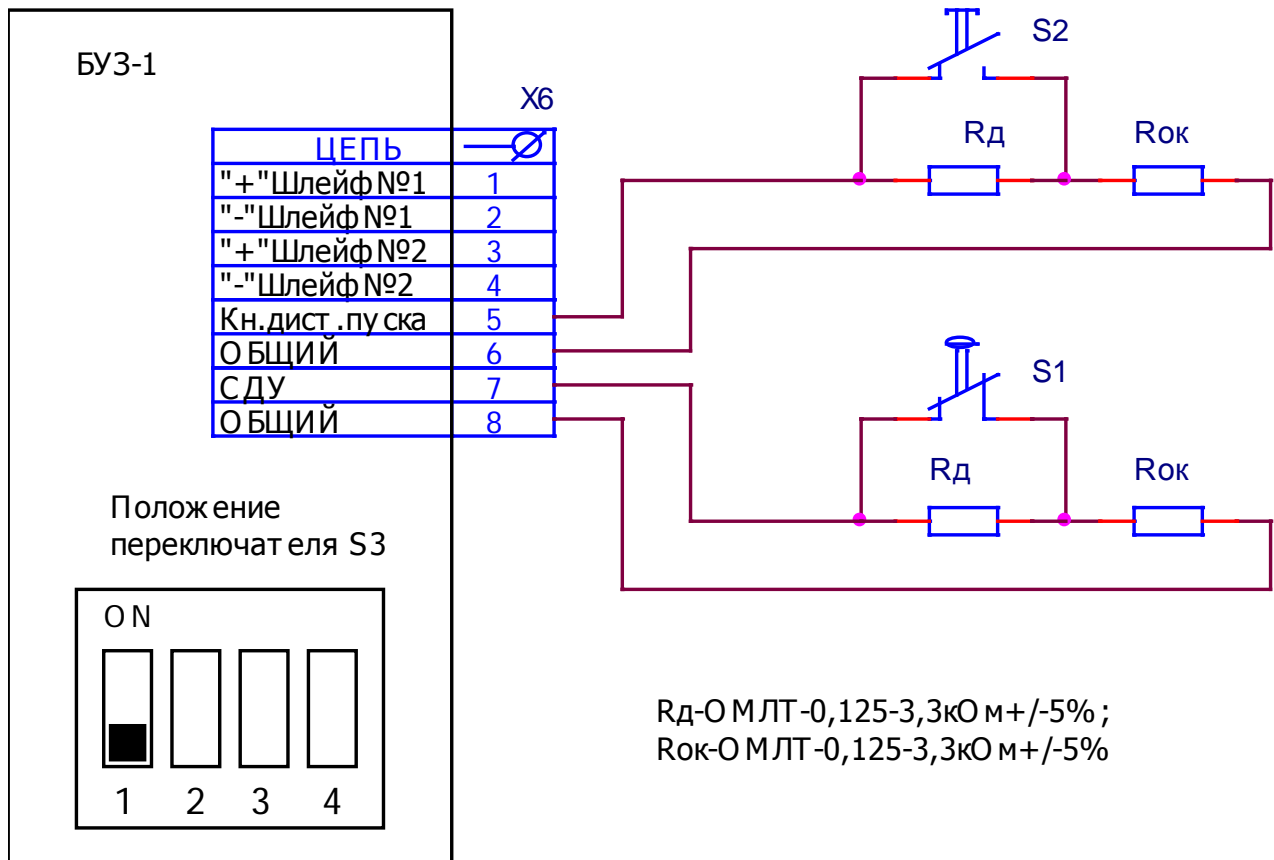 БУЗ-1
X6
ЦЕПЬ
"+"Шлейф №1 1
"-"Шлейф №1 2
"+"Шлейф №2 3
"-"Шлейф №2 4
Кн.дист.пуска 5
ОБЩИЙ 6
СДУ 7
ОБЩИЙ 8
S2
Rд Rок
S1
Rд Rок
Положение
переключателя S3
ON
1 2 3 4
Rд-ОМЛТ-0,125-3,3кОм+/-5%;
Rок-ОМЛТ-0,125-3,3кОм+/-5%